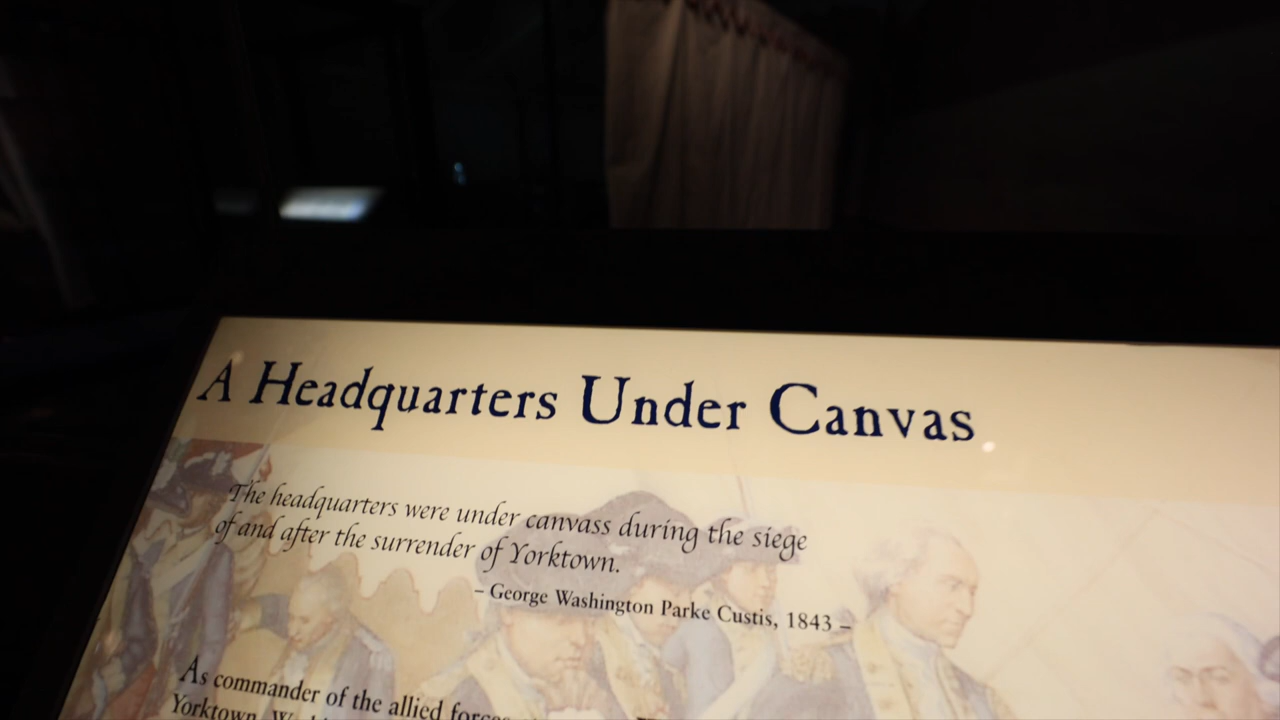 A Headquarters Under Canvas
The headquarters were under canvass during the siege
of and after the surrender of Yorktown.
– George Washington Parke Custis, 1843 –
As commander of the allied forces
Yorktown,